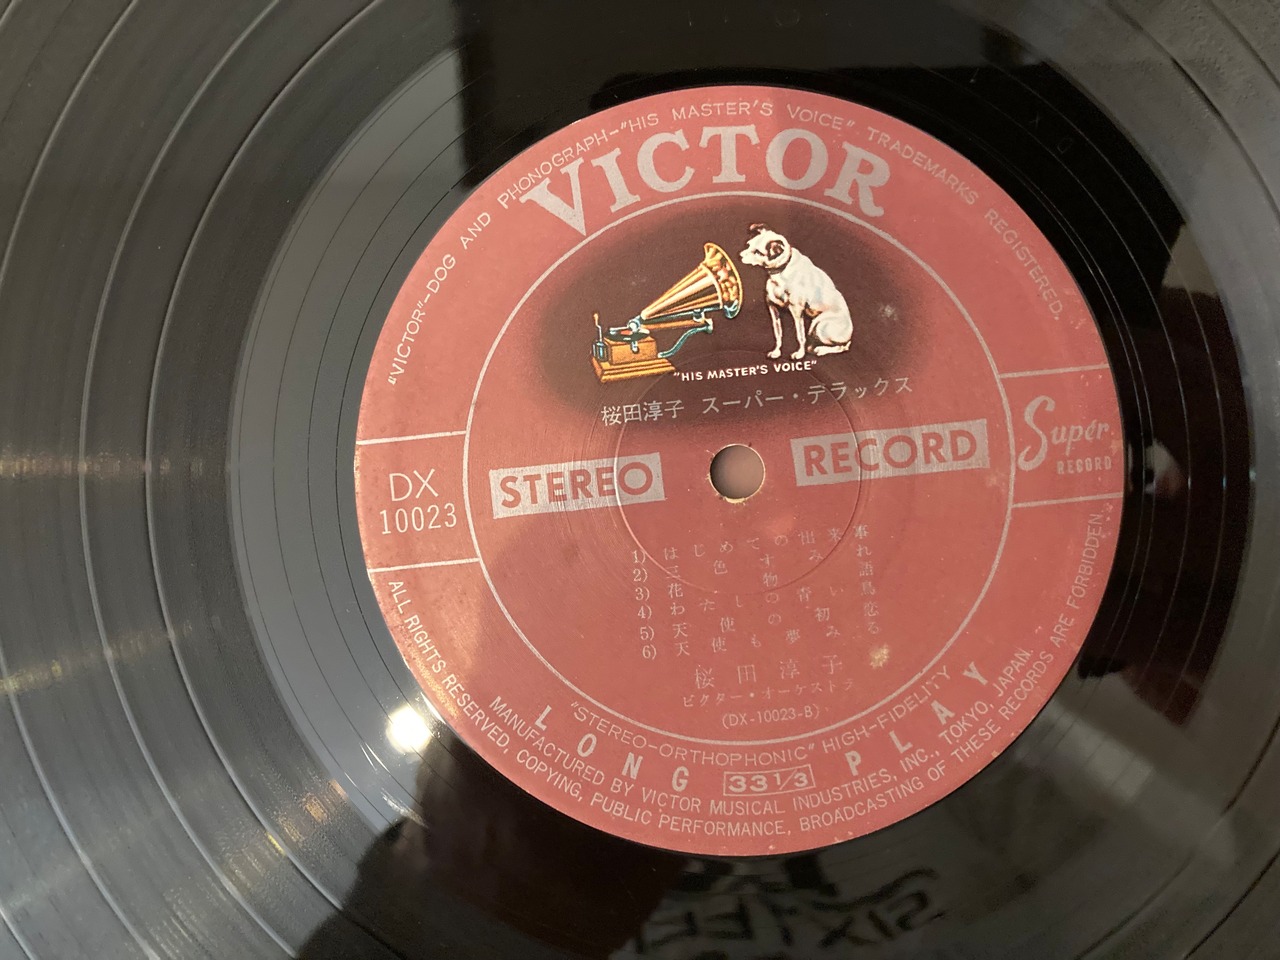 "VICTOR"-DOG AND PHONOGRAPH-"HIS MASTER'S VOICE" TRADEMARKS REGISTERED.
VICTOR
"HIS MASTER'S VOICE"
桜田淳子 スーパー・デラックス
STEREO RECORD
Super
RECORD
DX
10023
1) はじめての出来事
2) 三色すみれ
3) 花物語
4) わたしの青い鳥
5) 天使の初恋
6) 天使も夢みる
桜田淳子
ビクター・オーケストラ
(DX-10023-B)
"STEREO-ORTHOPHONIC" HIGH-FIDELITY
LONG 33 1/3 PLAY
MANUFACTURED BY VICTOR MUSICAL INDUSTRIES, INC., TOKYO, JAPAN.
ALL RIGHTS RESERVED, COPYING, PUBLIC PERFORMANCE, BROADCASTING OF THESE RECORDS ARE FORBIDDEN.